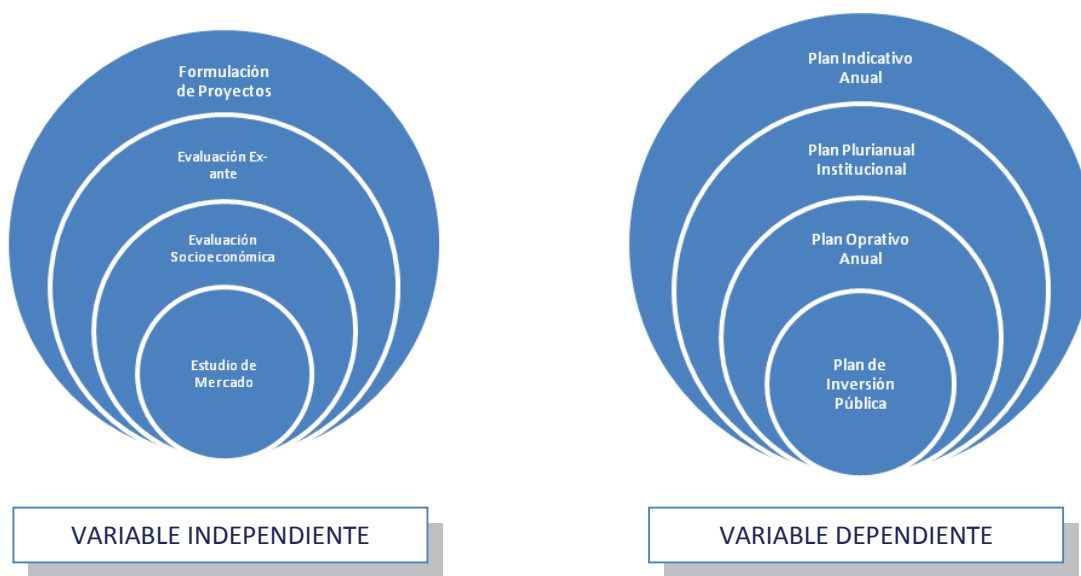 Formulación
de Proyectos
Evaluación Ex-
ante
Evaluación
Socioeconómica
Estudio de
Mercado
VARIABLE INDEPENDIENTE
Plan Indicativo
Anual
Plan Plurianual
Institucional
Plan Oprativo
Anual
Plan de
Inversión
Pública
VARIABLE DEPENDIENTE